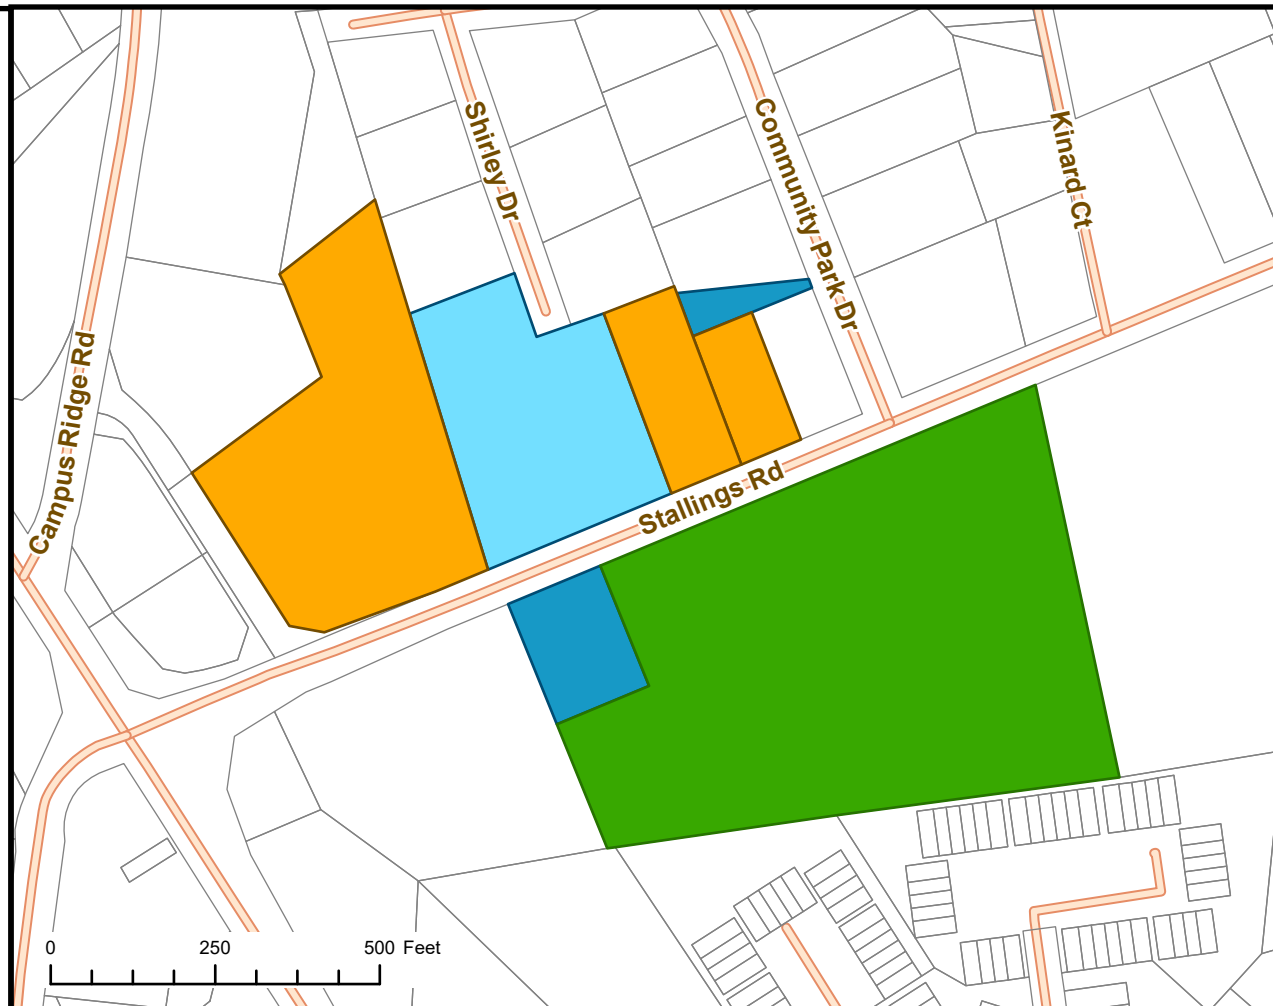 Shirley Dr
Community Park Dr
Kinard Ct
Campus Ridge Rd
Stallings Rd
0 250 500 Feet